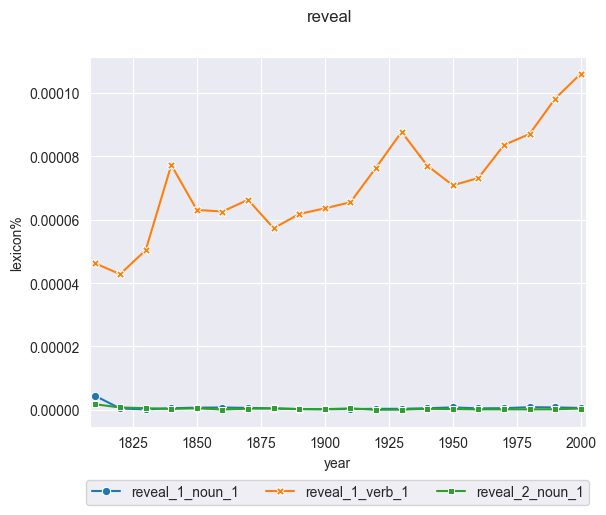 reveal
0.00010
0.00008
0.00006
0.00004
0.00002
0.00000
lexicon%
1825 1850 1875 1900 1925 1950 1975 2000
year
reveal_1_noun_1 reveal_1_verb_1 reveal_2_noun_1